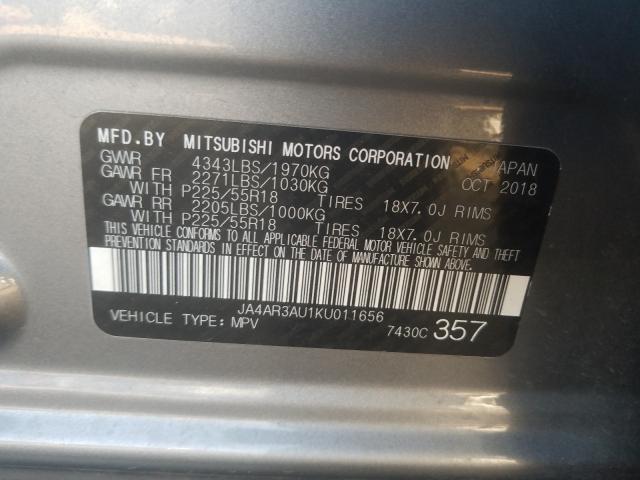 MFD.BY MITSUBISHI MOTORS CORPORATION JAPAN
GWWR 4343LBS/1970KG OCT 2018
GAWR FR 2271LBS/1030KG
WITH P225/55R18 TIRES 18X7.0J RIMS
GAWR RR 2205LBS/1000KG
WITH P225/55R18 TIRES 18X7.0J RIMS
THIS VEHICLE CONFORMS TO ALL APPLICABLE FEDERAL MOTOR VEHICLE SAFETY AND THEFT
PREVENTION STANDARDS IN EFFECT ON THE DATE OF MANUFACTURE SHOWN ABOVE.
JA4AR3AU1KU011656
VEHICLE TYPE: MPV 7430C 357